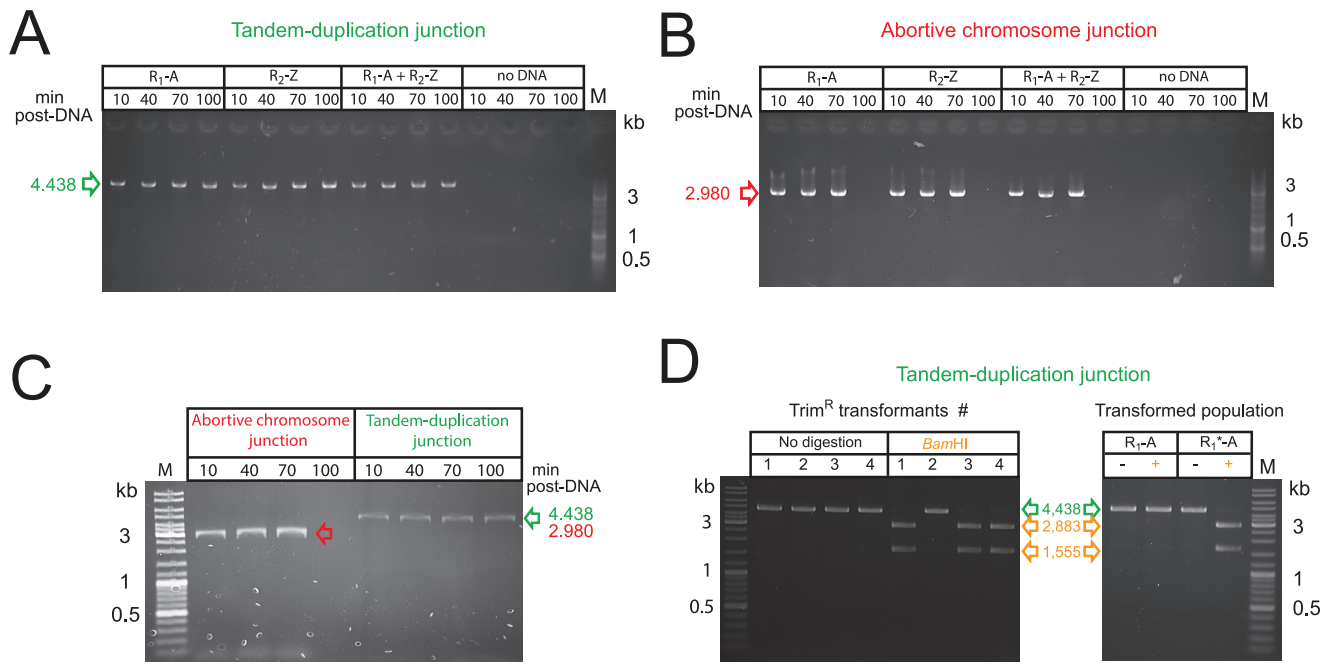 A
Tandem-duplication junction
R1-A R2-Z R1-A + R2-Z no DNA
min post-DNA
10 40 70 100 10 40 70 100 10 40 70 100 10 40 70 100 M
kb
4.438
3
1
0.5
B
Abortive chromosome junction
R1-A R2-Z R1-A + R2-Z no DNA
min post-DNA
10 40 70 100 10 40 70 100 10 40 70 100 10 40 70 100 M
kb
2.980
3
1
0.5
C
Abortive chromosome junction
Tandem-duplication junction
M 10 40 70 100 10 40 70 100
min post-DNA
kb
4.438
2.980
3
1
0.5
D
Tandem-duplication junction
TrimR transformants #
No digestion BamHI
1 2 3 4 1 2 3 4
kb
3
1
0.5
4,438
2,883
1,555
Transformed population
R1-A R1*-A
- + - + M
kb
3
1
0.5